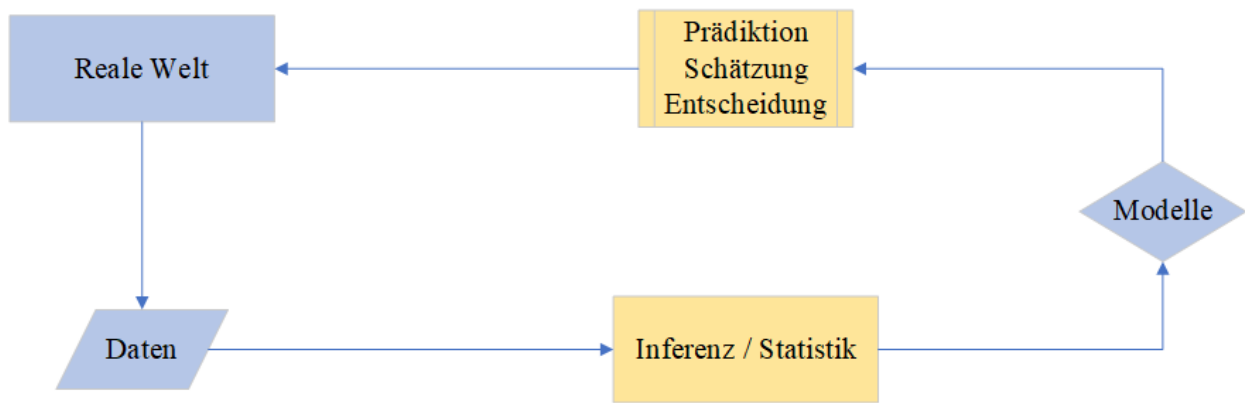 Reale Welt
Prädiktion
Schätzung
Entscheidung
Modelle
Daten
Inferenz / Statistik